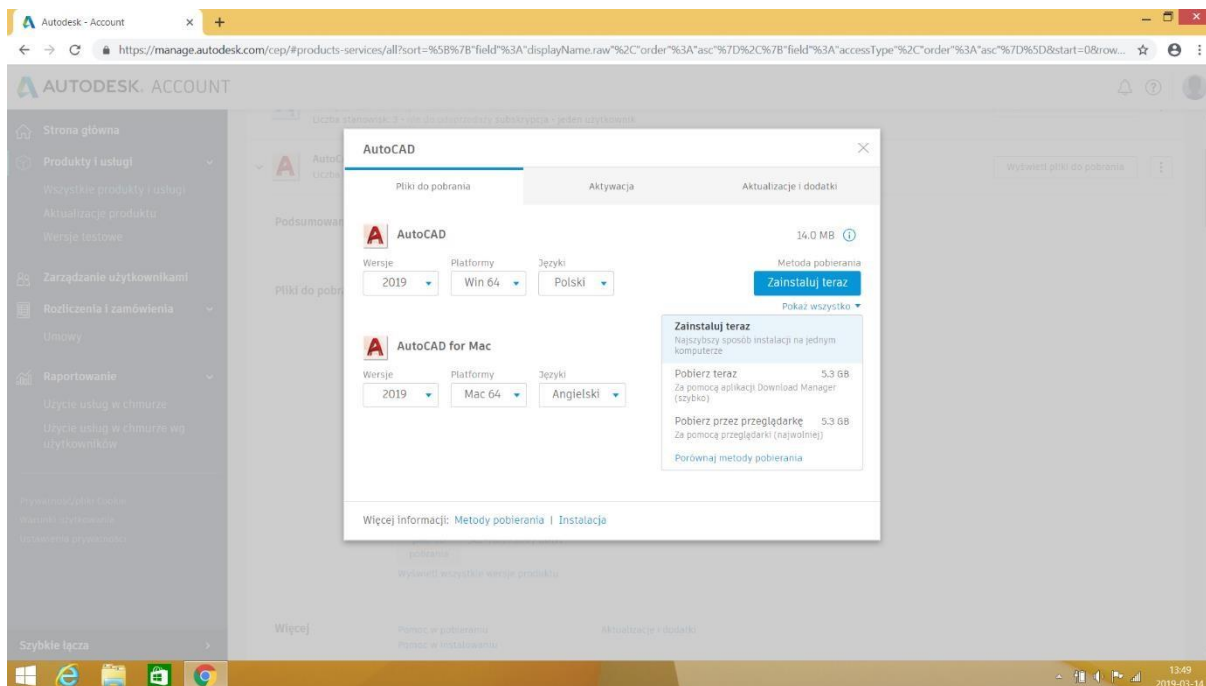 Autodesk - Account
https://manage.autodesk.com/cep/#products-services/all?sort=%5B%7B"field"%3A"displayName.raw"%2C"order"%3A"asc"%7D%2C%7B"field"%3A"accessType"%2C"order"%3A"asc"%7D%5D&start=0&row...
AUTODESK. ACCOUNT
Strona główna
Produkty i usługi
Wszystkie produkty i usługi
Aktualizacje produktu
Wersje testowe
Zarządzanie użytkownikami
Rozliczenia i zamówienia
Umowy
Raportowanie
Użycie usług w chmurze
Użycie usług w chmurze wg
użytkowników
Szybkie łącza
Wyświetl pliki do pobrania
Podsumowan
Pliki do pobr
AutoCAD
Pliki do pobrania
Aktywacja
Aktualizacje i dodatki
AutoCAD
14.0 MB
Wersje
Platformy
Języki
Metoda pobierania
2019
Win 64
Polski
Zainstaluj teraz
Pokaż wszystko
Zainstaluj teraz
Najszybszy sposób instalacji na jednym
komputerze
Pobierz teraz 5.3 GB
Za pomocą aplikacji Download Manager
(szybko)
Pobierz przez przeglądarkę 5.3 GB
Za pomocą przeglądarki (najwolniej)
Porównaj metody pobierania
AutoCAD for Mac
Wersje
Platformy
Języki
2019
Mac 64
Angielski
Więcej informacji: Metody pobierania | Instalacja
pobrania
Wyświetl wszystkie wersje produktu
Więcej
Pomoc w pobieraniu
Aktualizacje i dodatki
Pomoc w instalowaniu
13:49
2019-03-14